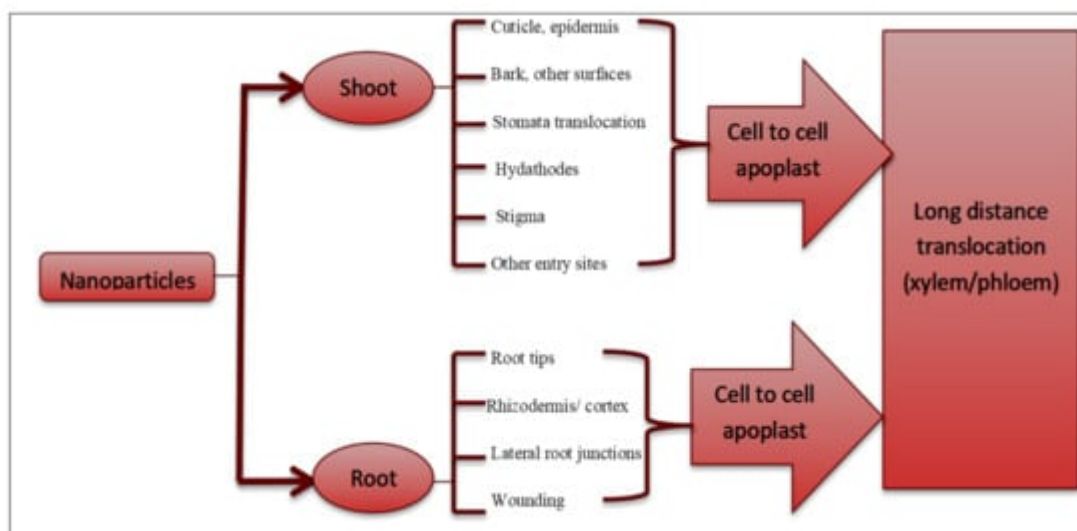 Nanoparticles
Shoot
Cuticle, epidermis
Bark, other surfaces
Stomata translocation
Hydathodes
Stigma
Other entry sites
Cell to cell
apoplast
Root
Root tips
Rhizodermis/ cortex
Lateral root junctions
Wounding
Cell to cell
apoplast
Long distance
translocation
(xylem/phloem)